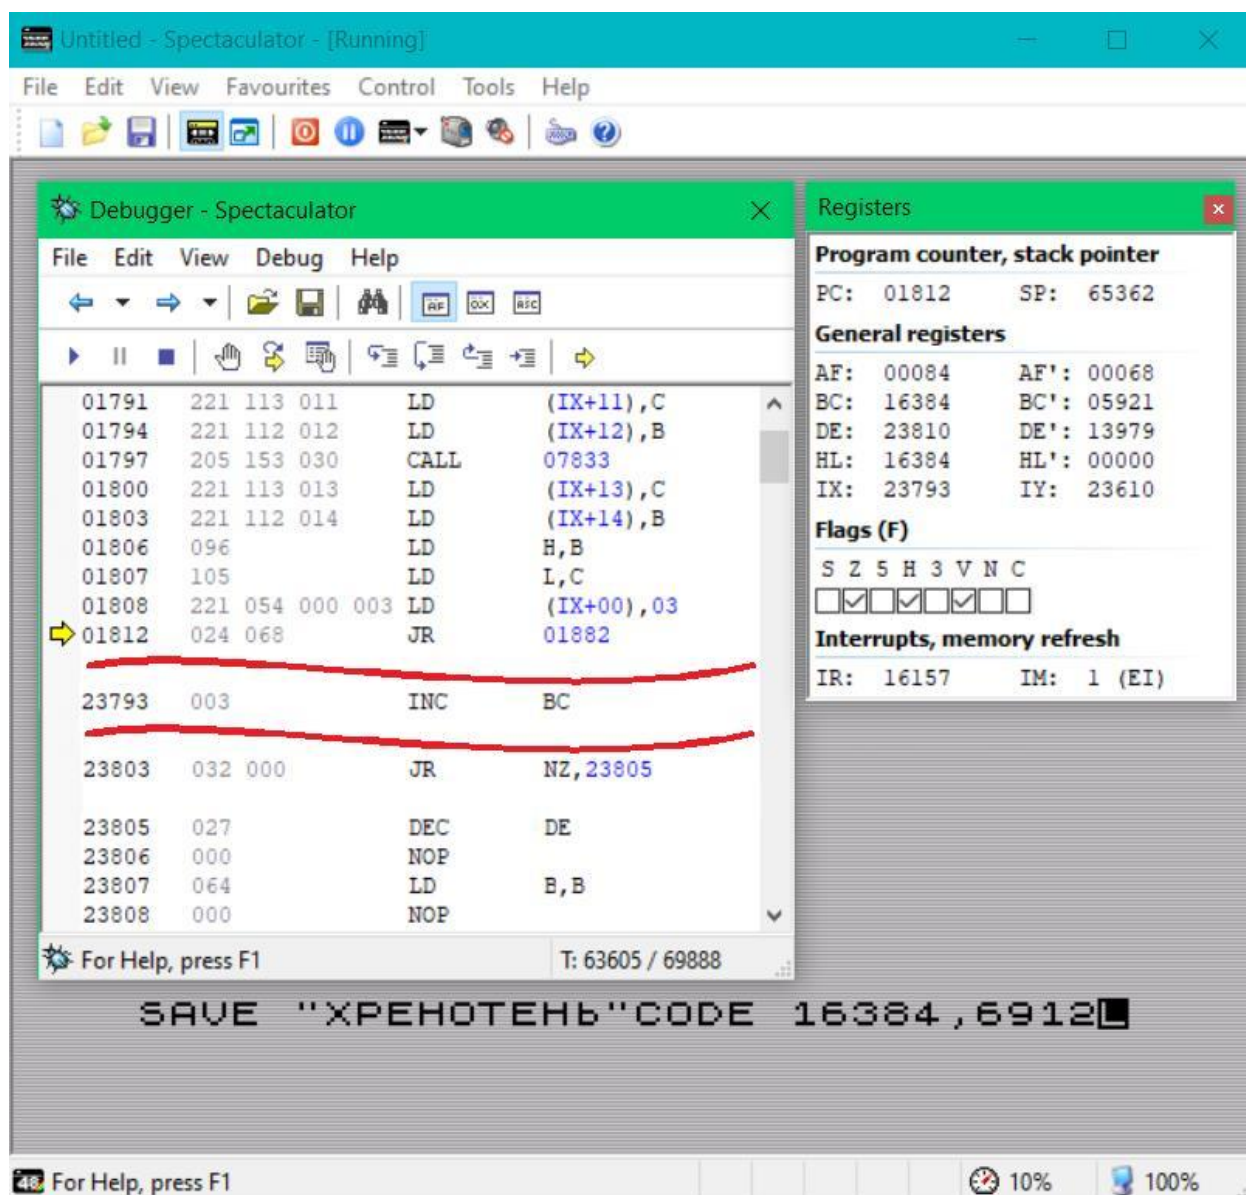 Untitled - Spectaculator - [Running]
File Edit View Favourites Control Tools Help
Debugger - Spectaculator
File Edit View Debug Help
01791 221 113 011 LD (IX+11),C
01794 221 112 012 LD (IX+12),B
01797 205 153 030 CALL 07833
01800 221 113 013 LD (IX+13),C
01803 221 112 014 LD (IX+14),B
01806 096 LD H,B
01807 105 LD L,C
01808 221 054 000 003 LD (IX+00),03
01812 024 068 JR 01882
23793 003 INC BC
23803 032 000 JR NZ,23805
23805 027 DEC DE
23806 000 NOP
23807 064 LD B,B
23808 000 NOP
For Help, press F1 T: 63605 / 69888
Registers
Program counter, stack pointer
PC: 01812 SP: 65362
General registers
AF: 00084 AF': 00068
BC: 16384 BC': 05921
DE: 23810 DE': 13979
HL: 16384 HL': 00000
IX: 23793 IY: 23610
Flags (F)
S Z 5 H 3 V N C
Interrupts, memory refresh
IR: 16157 IM: 1 (EI)
SAVE "ХРЕНОТЕНЬ"CODE 16384,6912L
48 For Help, press F1 10% 100%